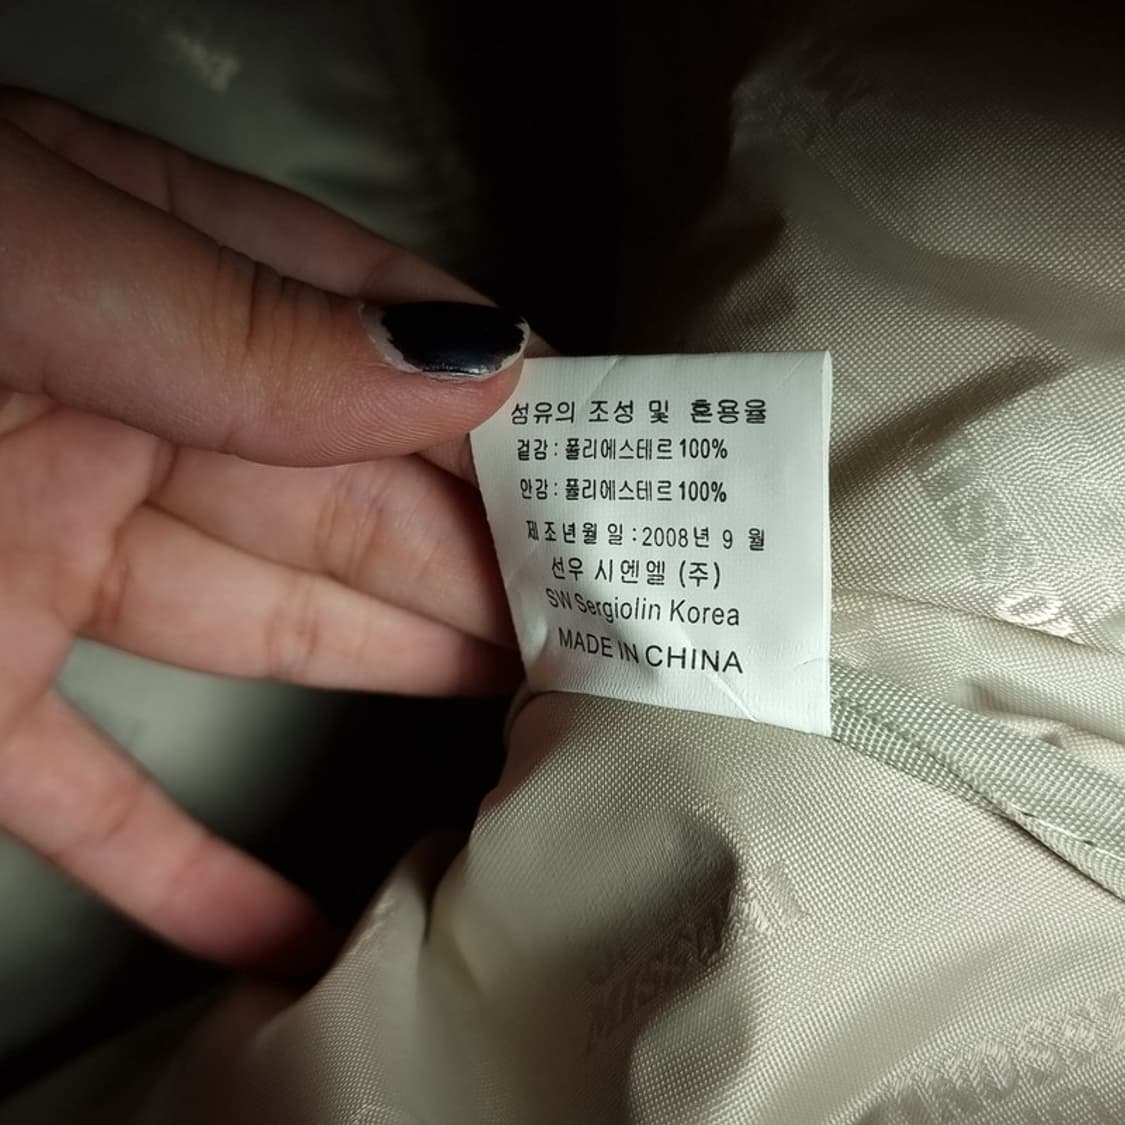 섬유의 조성 및 혼용율
겉감 : 폴리에스테르 100%
안감 : 폴리에스테르 100%
제조년월일 : 2008년 9 월
선우 시엔엘 (주)
SW Sergiolin Korea
MADE IN CHINA